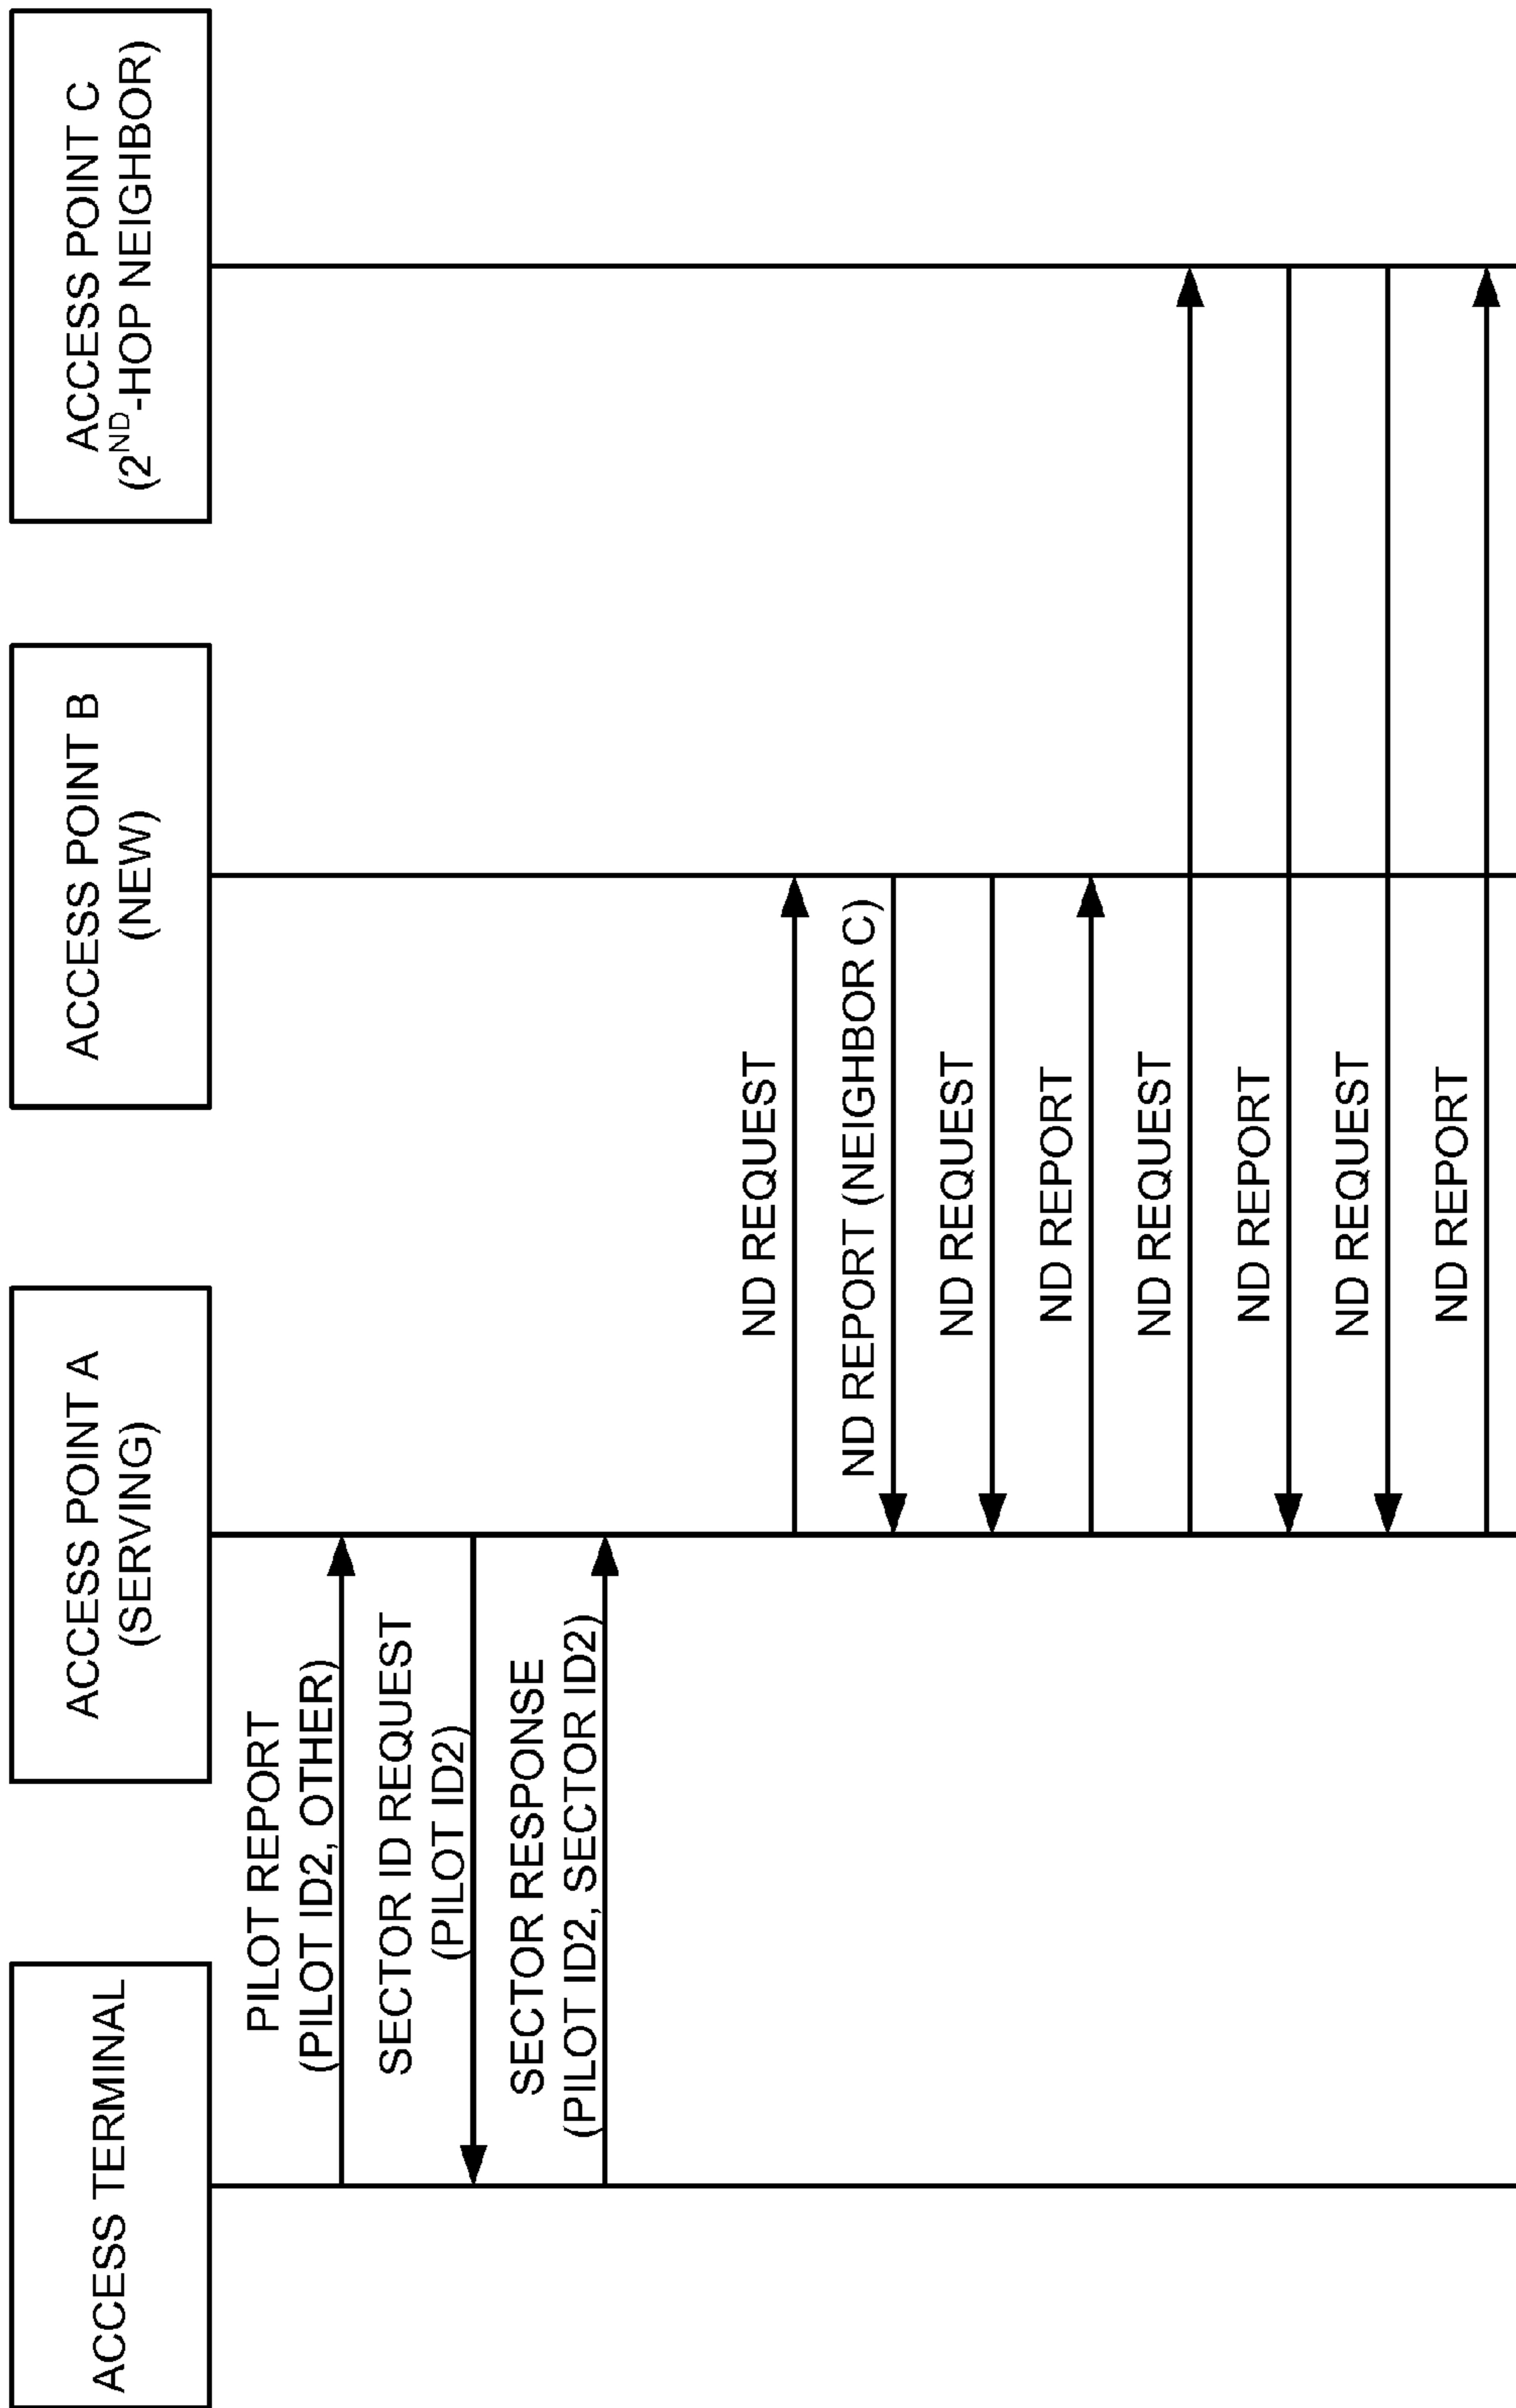 ACCESS TERMINAL
ACCESS POINT A
(SERVING)
ACCESS POINT B
(NEW)
ACCESS POINT C
(2ND-HOP NEIGHBOR)
PILOT REPORT
(PILOT ID2, OTHER)
SECTOR ID REQUEST
(PILOT ID2)
SECTOR RESPONSE
(PILOT ID2, SECTOR ID2)
ND REQUEST
ND REPORT (NEIGHBOR C)
ND REQUEST
ND REPORT
ND REQUEST
ND REPORT
ND REQUEST
ND REPORT